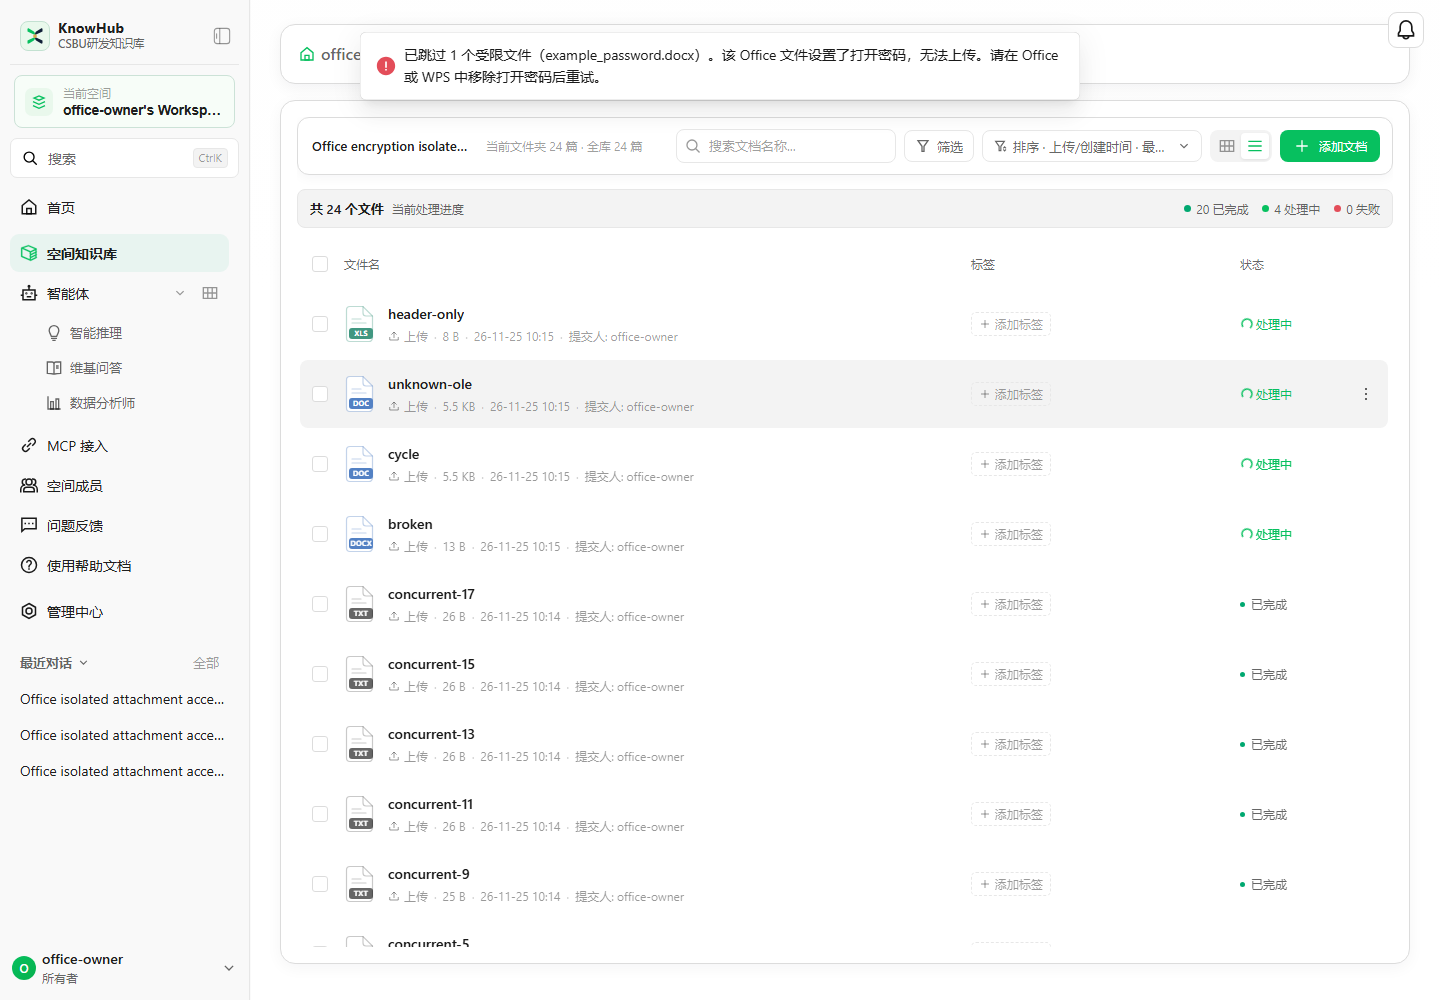 KnowHub
CSBU研发知识库
当前空间
office-owner's Worksp...
搜索
CtrlK
首页
空间知识库
智能体
智能推理
维基问答
数据分析师
MCP 接入
空间成员
问题反馈
使用帮助文档
管理中心
最近对话
全部
Office isolated attachment acce...
Office isolated attachment acce...
Office isolated attachment acce...
O
office-owner
所有者
office
已跳过 1 个受限文件（example_password.docx）。该 Office 文件设置了打开密码，无法上传。请在 Office
或 WPS 中移除打开密码后重试。
Office encryption isolate...
当前文件夹 24 篇 · 全库 24 篇
搜索文档名称...
筛选
排序 · 上传/创建时间 · 最...
添加文档
共 24 个文件 当前处理进度
20 已完成
4 处理中
0 失败
文件名
标签
状态
XLS
header-only
上传 · 8 B · 26-11-25 10:15 · 提交人: office-owner
+ 添加标签
处理中
DOC
unknown-ole
上传 · 5.5 KB · 26-11-25 10:15 · 提交人: office-owner
+ 添加标签
处理中
DOC
cycle
上传 · 5.5 KB · 26-11-25 10:15 · 提交人: office-owner
+ 添加标签
处理中
DOCX
broken
上传 · 13 B · 26-11-25 10:15 · 提交人: office-owner
+ 添加标签
处理中
TXT
concurrent-17
上传 · 26 B · 26-11-25 10:15 · 提交人: office-owner
+ 添加标签
已完成
TXT
concurrent-15
上传 · 26 B · 26-11-25 10:14 · 提交人: office-owner
+ 添加标签
已完成
TXT
concurrent-13
上传 · 26 B · 26-11-25 10:14 · 提交人: office-owner
+ 添加标签
已完成
TXT
concurrent-11
上传 · 26 B · 26-11-25 10:14 · 提交人: office-owner
+ 添加标签
已完成
TXT
concurrent-9
上传 · 25 B · 26-11-25 10:14 · 提交人: office-owner
+ 添加标签
已完成
concurrent-5